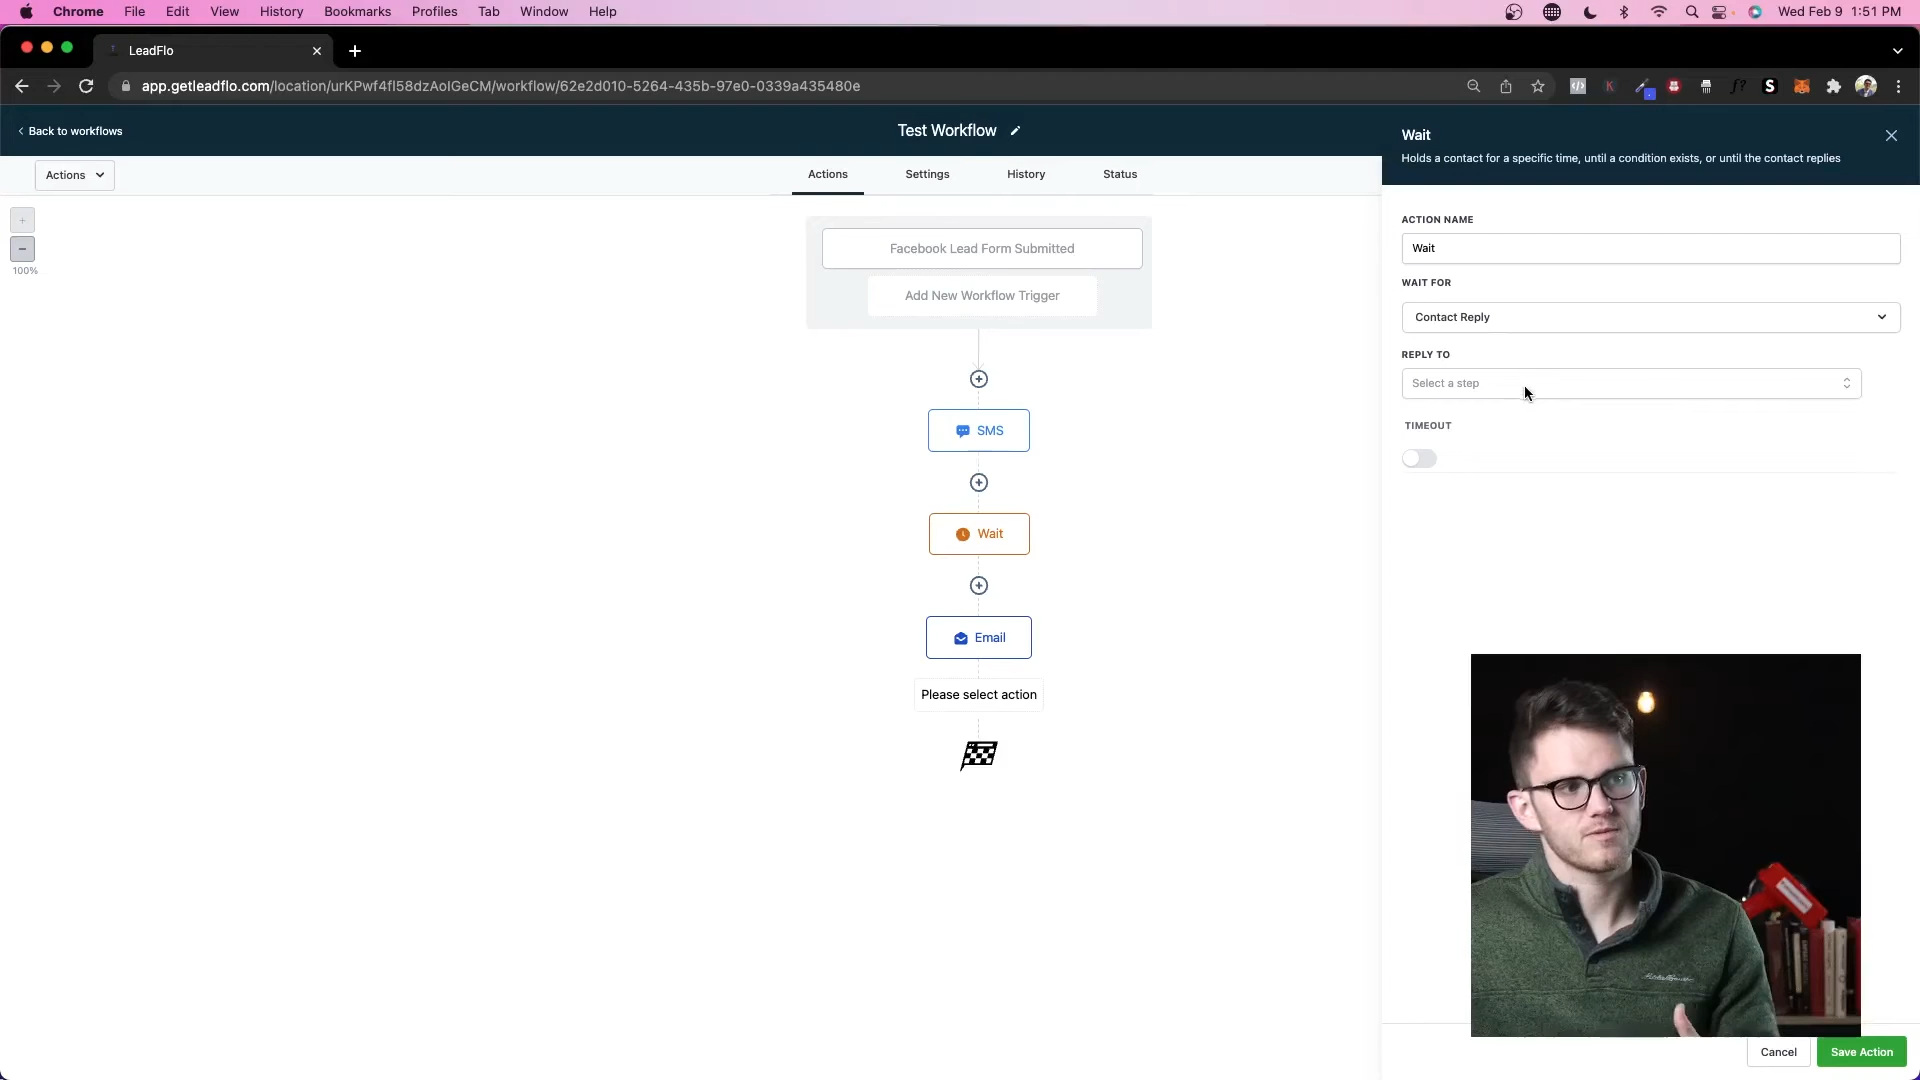 Chrome File Edit View History Bookmarks Profiles Tab Window Help Wed Feb 9 1:51 PM
LeadFlo
app.getleadflo.com/location/urKPwf4fl58dzAoIGeCM/workflow/62e2d010-5264-435b-97e0-0339a435480e
Back to workflows
Test Workflow
Actions
Actions Settings History Status
100%
Facebook Lead Form Submitted
Add New Workflow Trigger
SMS
Wait
Email
Please select action
Wait
Holds a contact for a specific time, until a condition exists, or until the contact replies
ACTION NAME
Wait
WAIT FOR
Contact Reply
REPLY TO
Select a step
TIMEOUT
Cancel Save Action